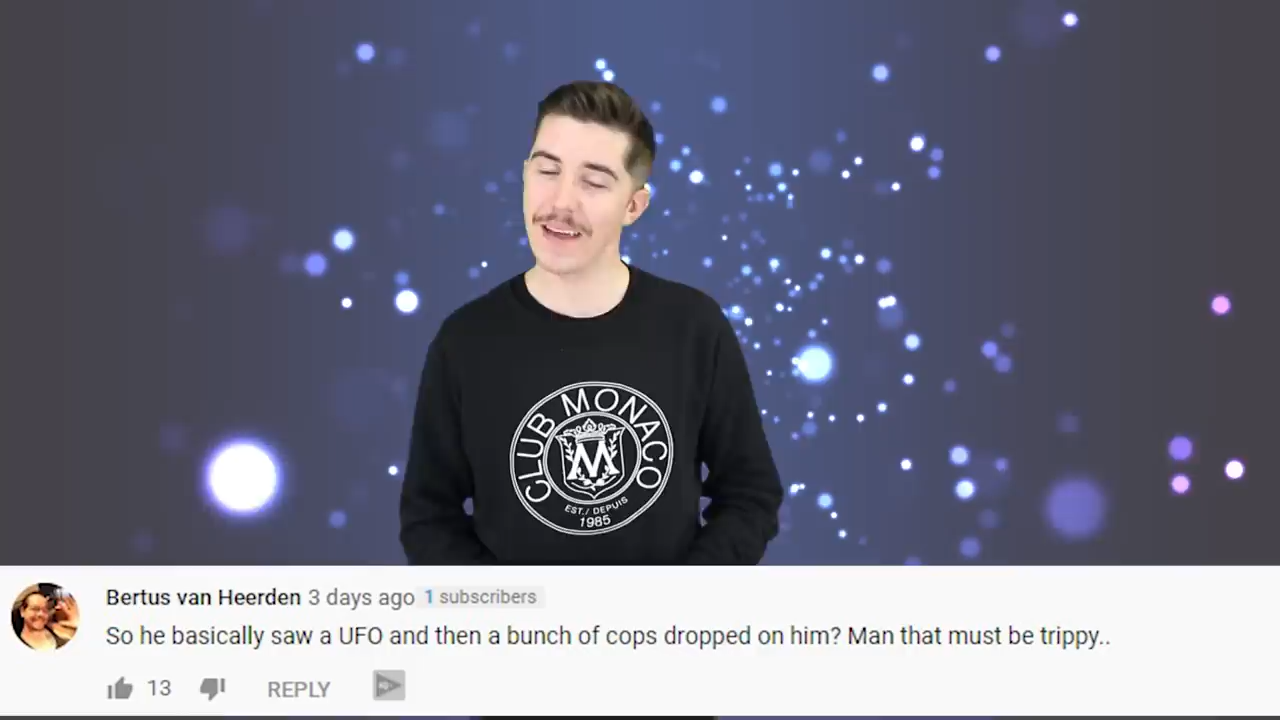 CLUB MONACO
M
EST./ DEPUIS
1985
Bertus van Heerden 3 days ago 1 subscribers
So he basically saw a UFO and then a bunch of cops dropped on him? Man that must be trippy..
13 REPLY